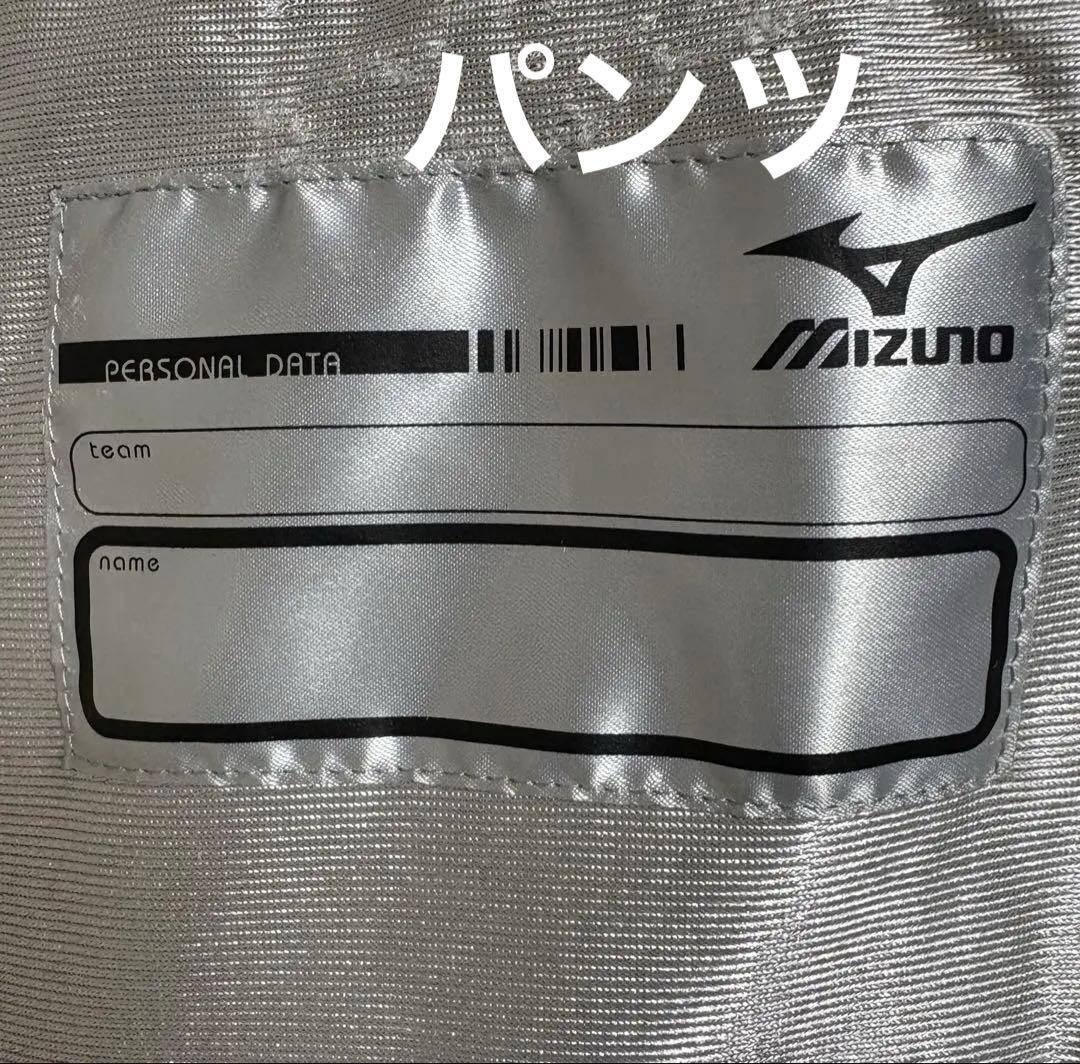 パンツ
MIZUNO
PERSONAL DATA
team
name